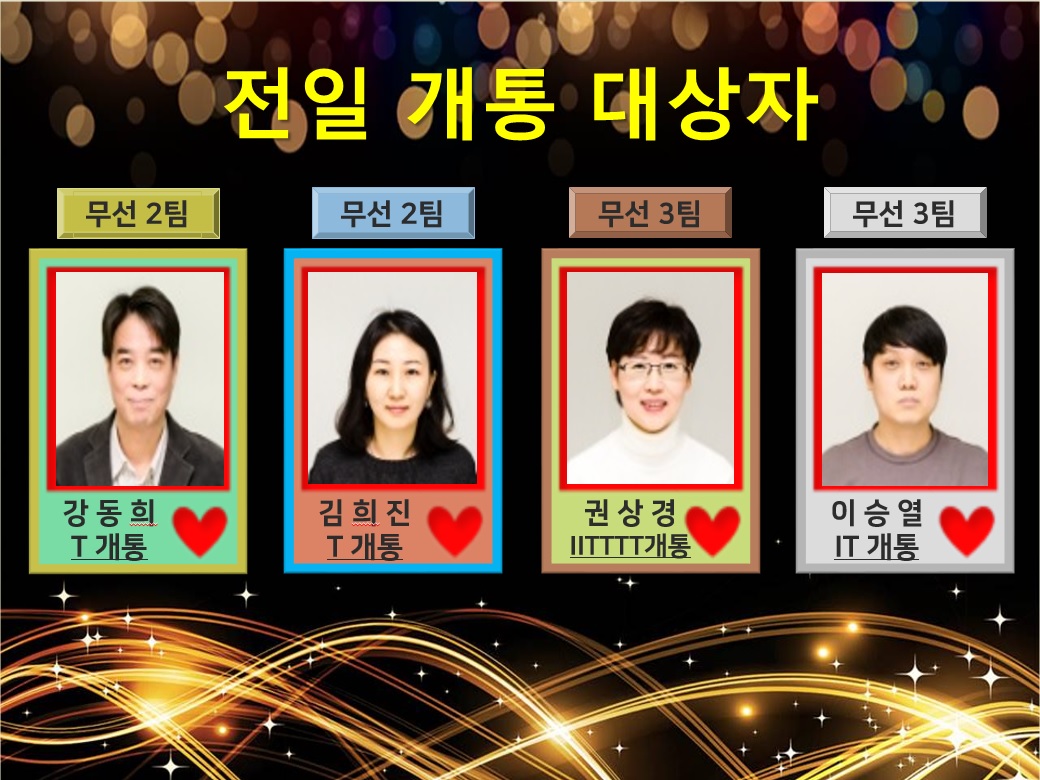 전일 개통 대상자
무선 2팀
무선 2팀
무선 3팀
무선 3팀
강 동 희
T 개통
김 희 진
T 개통
권 상 경
IITTTT개통
이 승 열
IT 개통